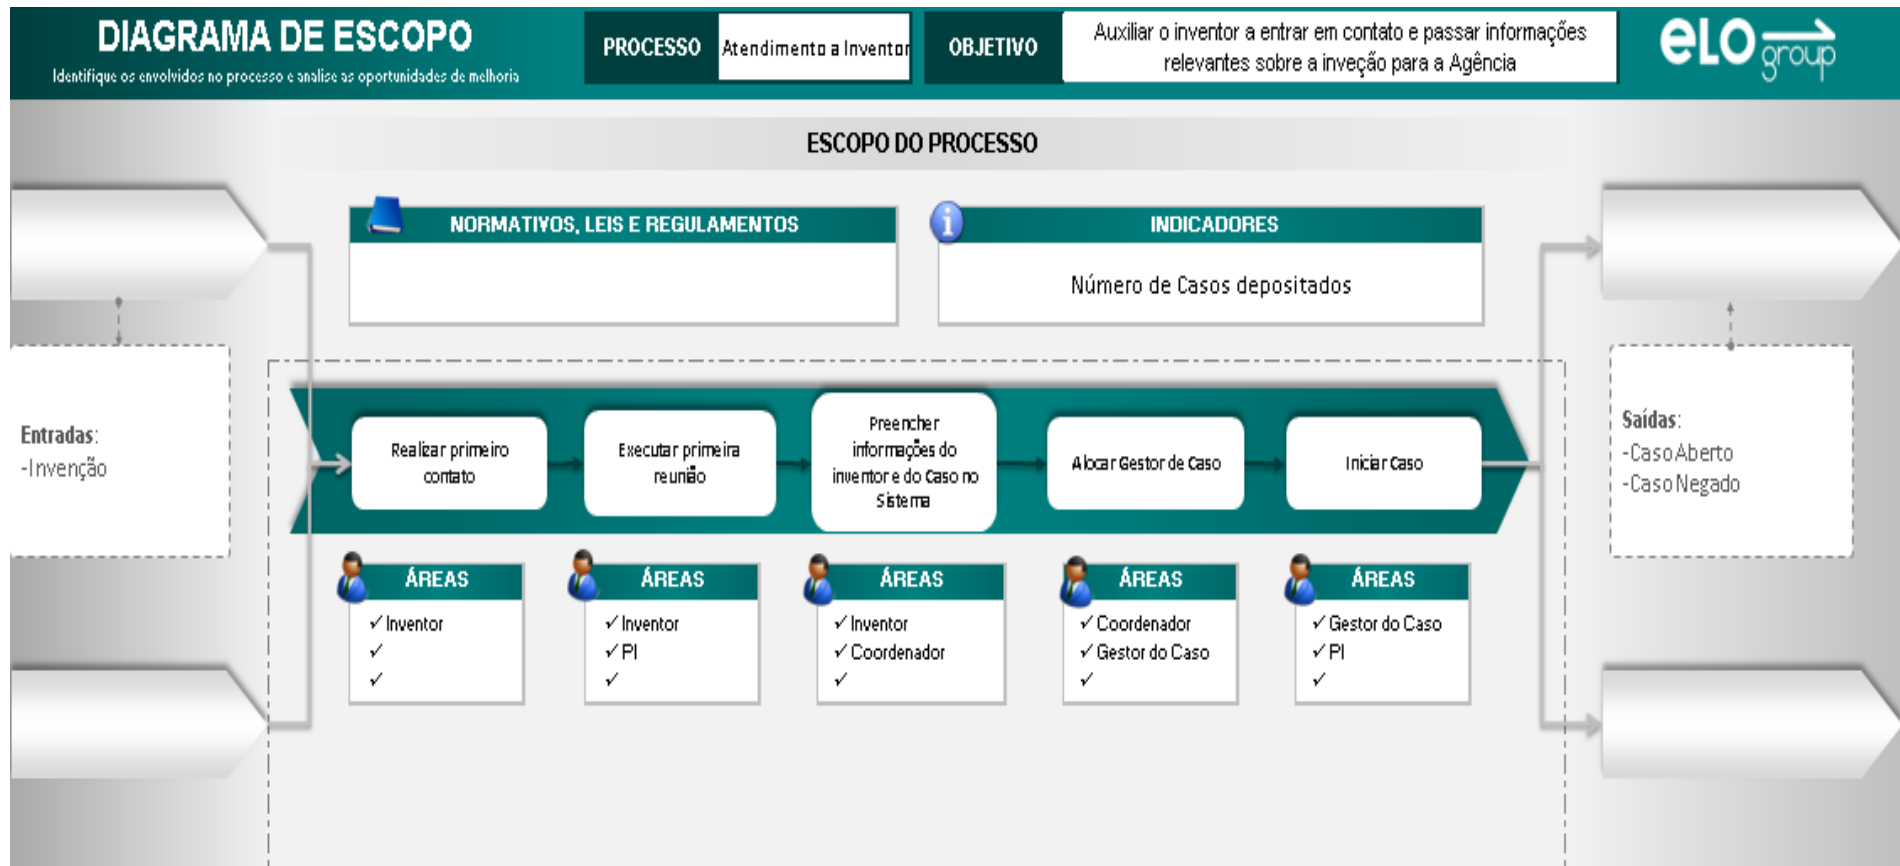 DIAGRAMA DE ESCOPO
Identifique os envolvidos no processo e analise as oportunidades de melhoria
PROCESSO
Atendimento a Inventor
OBJETIVO
Auxiliar o inventor a entrar em contato e passar informações
relevantes sobre a inveção para a Agência
eLO
group
ESCOPO DO PROCESSO
NORMATIVOS, LEIS E REGULAMENTOS
INDICADORES
Número de Casos depositados
Entradas:
-Invenção
Realizar primeiro
contato
Executar primeira
reunião
Preencher
informações do
inventor e do Caso no
Sistema
Alocar Gestor de Caso
Iniciar Caso
Saídas:
-Caso Aberto
-Caso Negado
ÁREAS
✓ Inventor
✓
✓
ÁREAS
✓ Inventor
✓ PI
✓
ÁREAS
✓ Inventor
✓ Coordenador
✓
ÁREAS
✓ Coordenador
✓ Gestor do Caso
✓
ÁREAS
✓ Gestor do Caso
✓ PI
✓